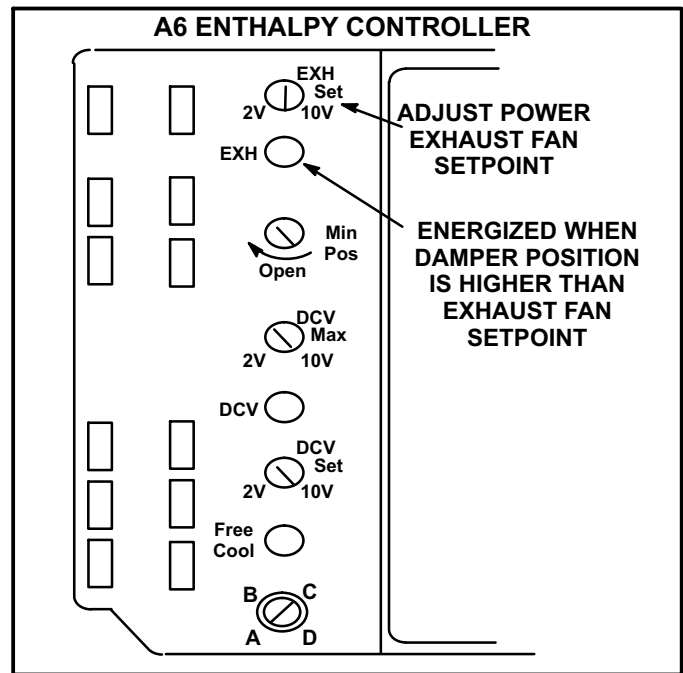 A6 ENTHALPY CONTROLLER
EXH
Set
2V 10V
ADJUST POWER
EXHAUST FAN
SETPOINT
EXH
Min
Pos
Open
ENERGIZED WHEN
DAMPER POSITION
IS HIGHER THAN
EXHAUST FAN
SETPOINT
DCV
Max
2V 10V
DCV
DCV
Set
2V 10V
Free
Cool
B C
A D